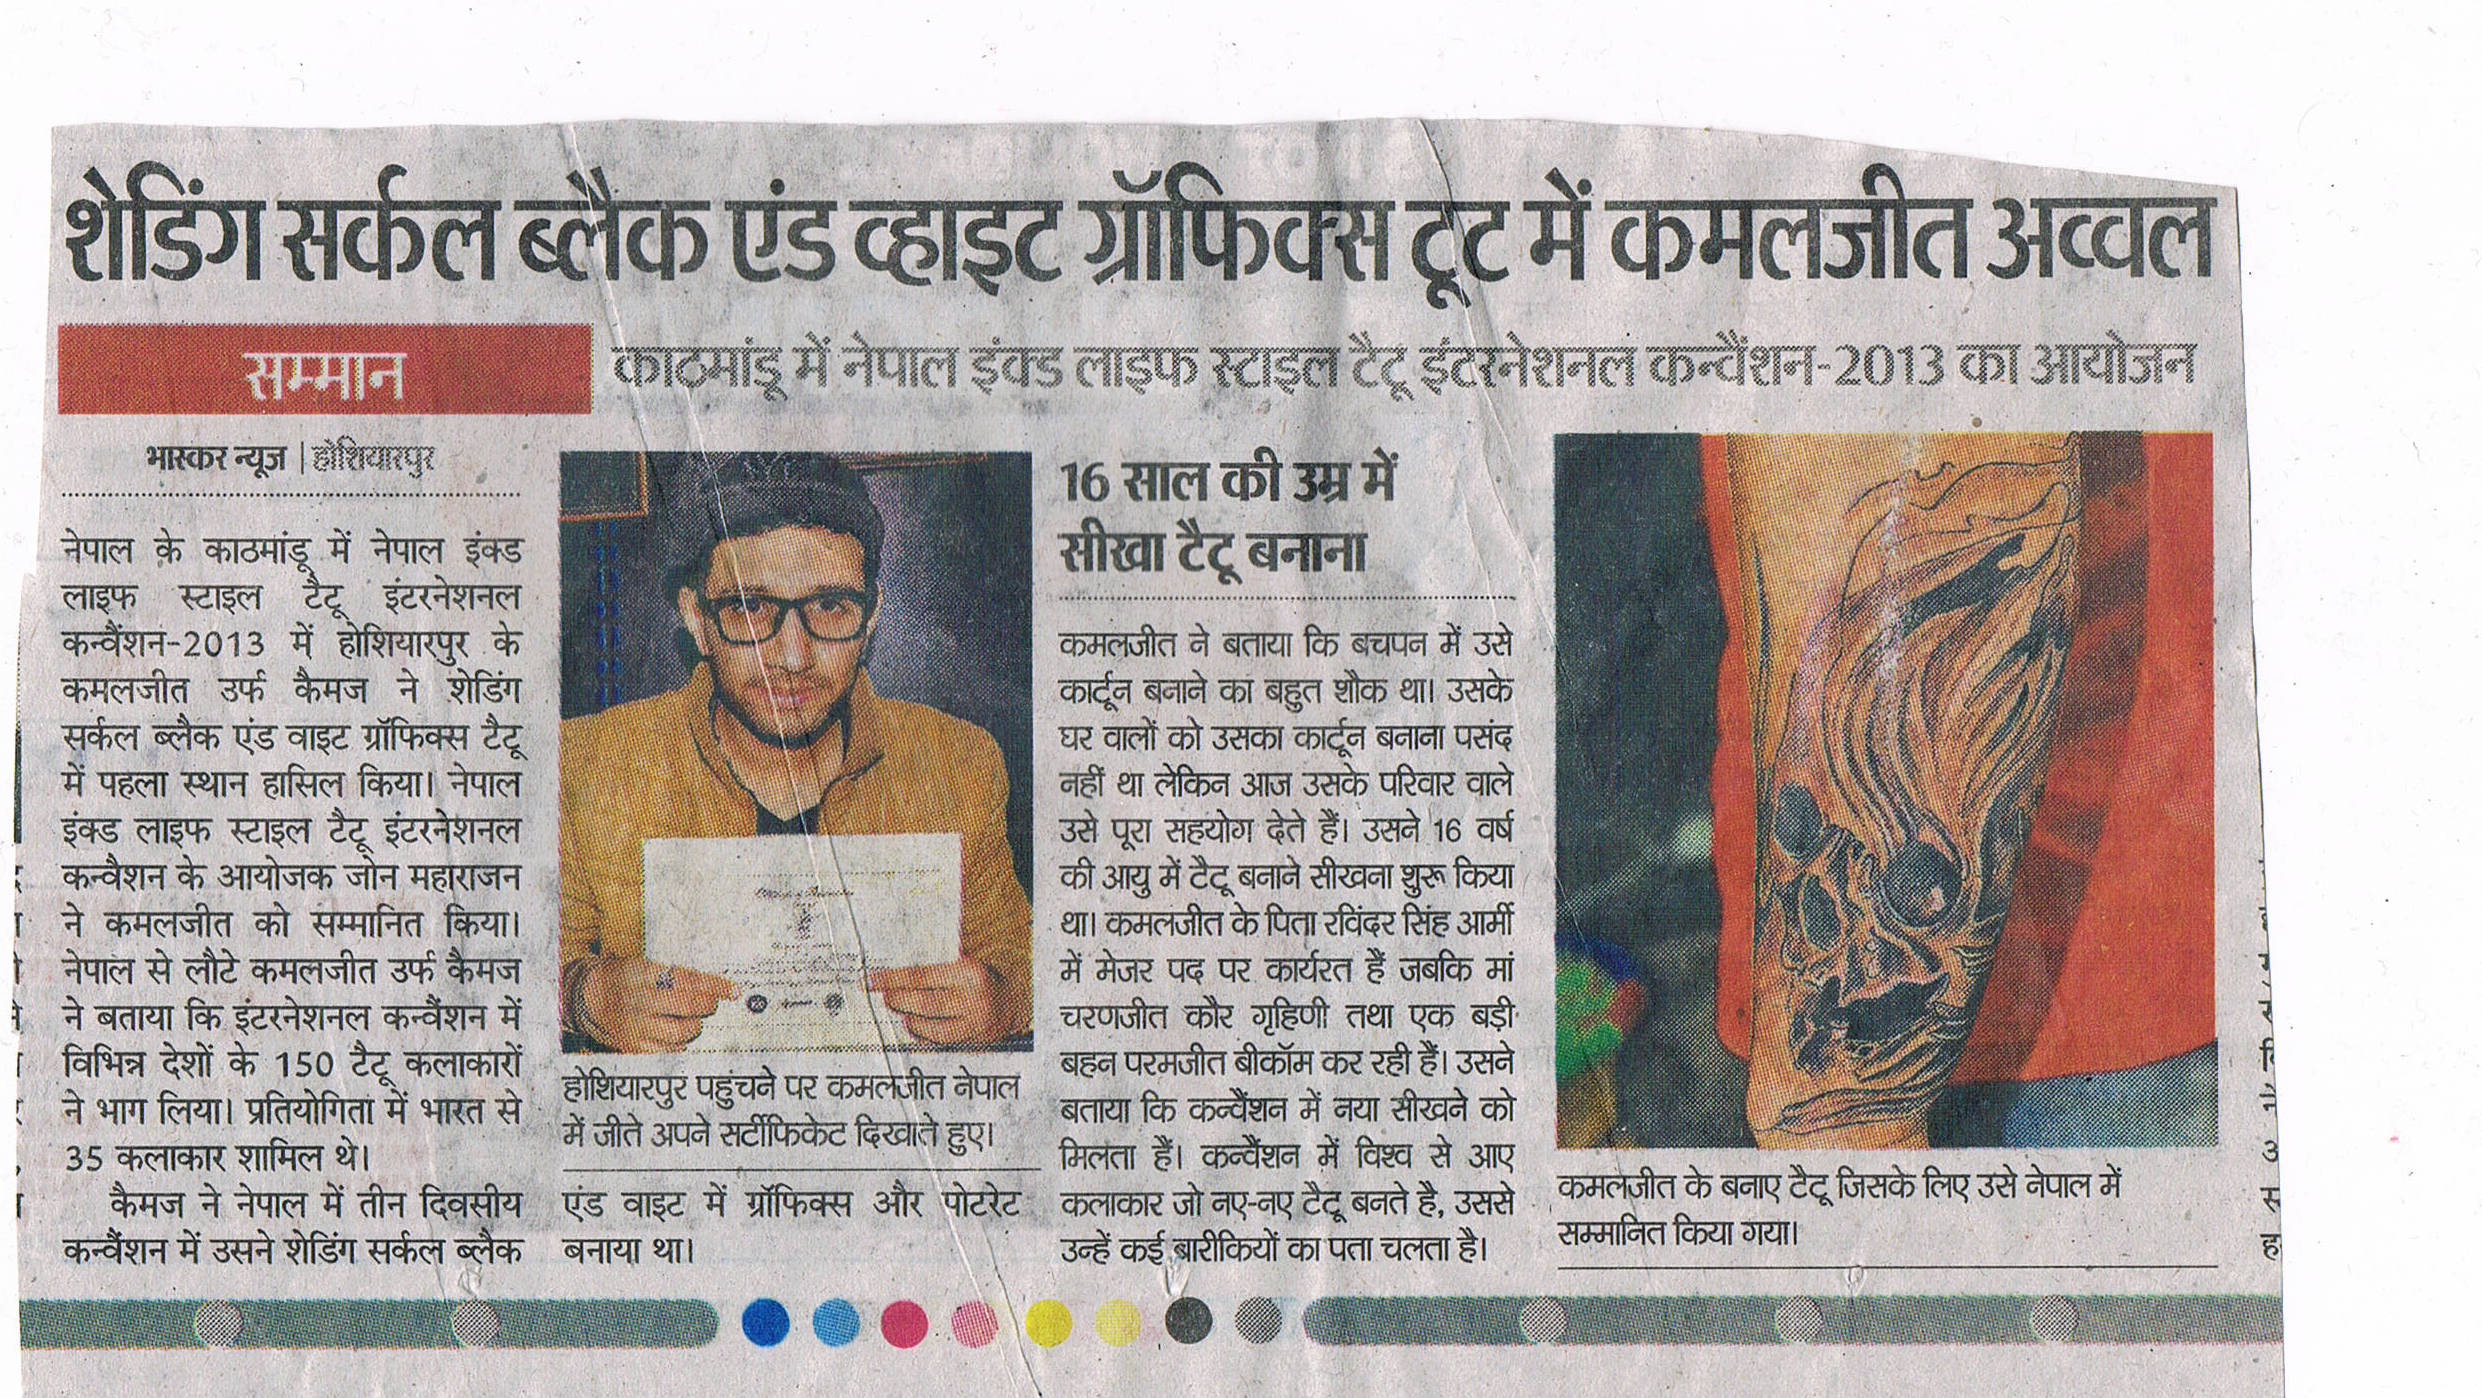 शेडिंग सर्कल ब्लैक एंड व्हाइट ग्रॉफिक्स टूट में कमलजीत अव्वल
सम्मान
काठमांडू में नेपाल इंक्ड लाइफ स्टाइल टैटू इंटरनेशनल कन्वैंशन-2013 का आयोजन
भास्कर न्यूज | होशियारपुर
नेपाल के काठमांडू में नेपाल इंक्ड
लाइफ स्टाइल टैटू इंटरनेशनल
कन्वैंशन-2013 में होशियारपुर के
कमलजीत उर्फ कैमज ने शेडिंग
सर्कल ब्लैक एंड वाइट ग्रॉफिक्स टैटू
में पहला स्थान हासिल किया। नेपाल
इंक्ड लाइफ स्टाइल टैटू इंटरनेशनल
कन्वैशन के आयोजक जोन महाराजन
ने कमलजीत को सम्मानित किया।
नेपाल से लौटे कमलजीत उर्फ कैमज
ने बताया कि इंटरनेशनल कन्वैंशन में
विभिन्न देशों के 150 टैटू कलाकारों
ने भाग लिया। प्रतियोगिता में भारत से
35 कलाकार शामिल थे।
कैमज ने नेपाल में तीन दिवसीय
कन्वैंशन में उसने शेडिंग सर्कल ब्लैक
होशियारपुर पहुंचने पर कमलजीत नेपाल
में जीते अपने सर्टीफिकेट दिखाते हुए।
एंड वाइट में ग्रॉफिक्स और पोटरेट
बनाया था।
16 साल की उम्र में
सीखा टैटू बनाना
कमलजीत ने बताया कि बचपन में उसे
कार्टून बनाने का बहुत शौक था। उसके
घर वालों को उसका कार्टून बनाना पसंद
नहीं था लेकिन आज उसके परिवार वाले
उसे पूरा सहयोग देते हैं। उसने 16 वर्ष
की आयु में टैटू बनाने सीखना शुरू किया
था। कमलजीत के पिता रविंदर सिंह आर्मी
में मेजर पद पर कार्यरत हैं जबकि मां
चरणजीत कौर गृहिणी तथा एक बड़ी
बहन परमजीत बीकॉम कर रही हैं। उसने
बताया कि कन्वैंशन में नया सीखने को
मिलता हैं। कन्वैंशन में विश्व से आए
कलाकार जो नए-नए टैटू बनते है, उससे
उन्हें कई बारीकियों का पता चलता है।
कमलजीत के बनाए टैटू जिसके लिए उसे नेपाल में
सम्मानित किया गया।